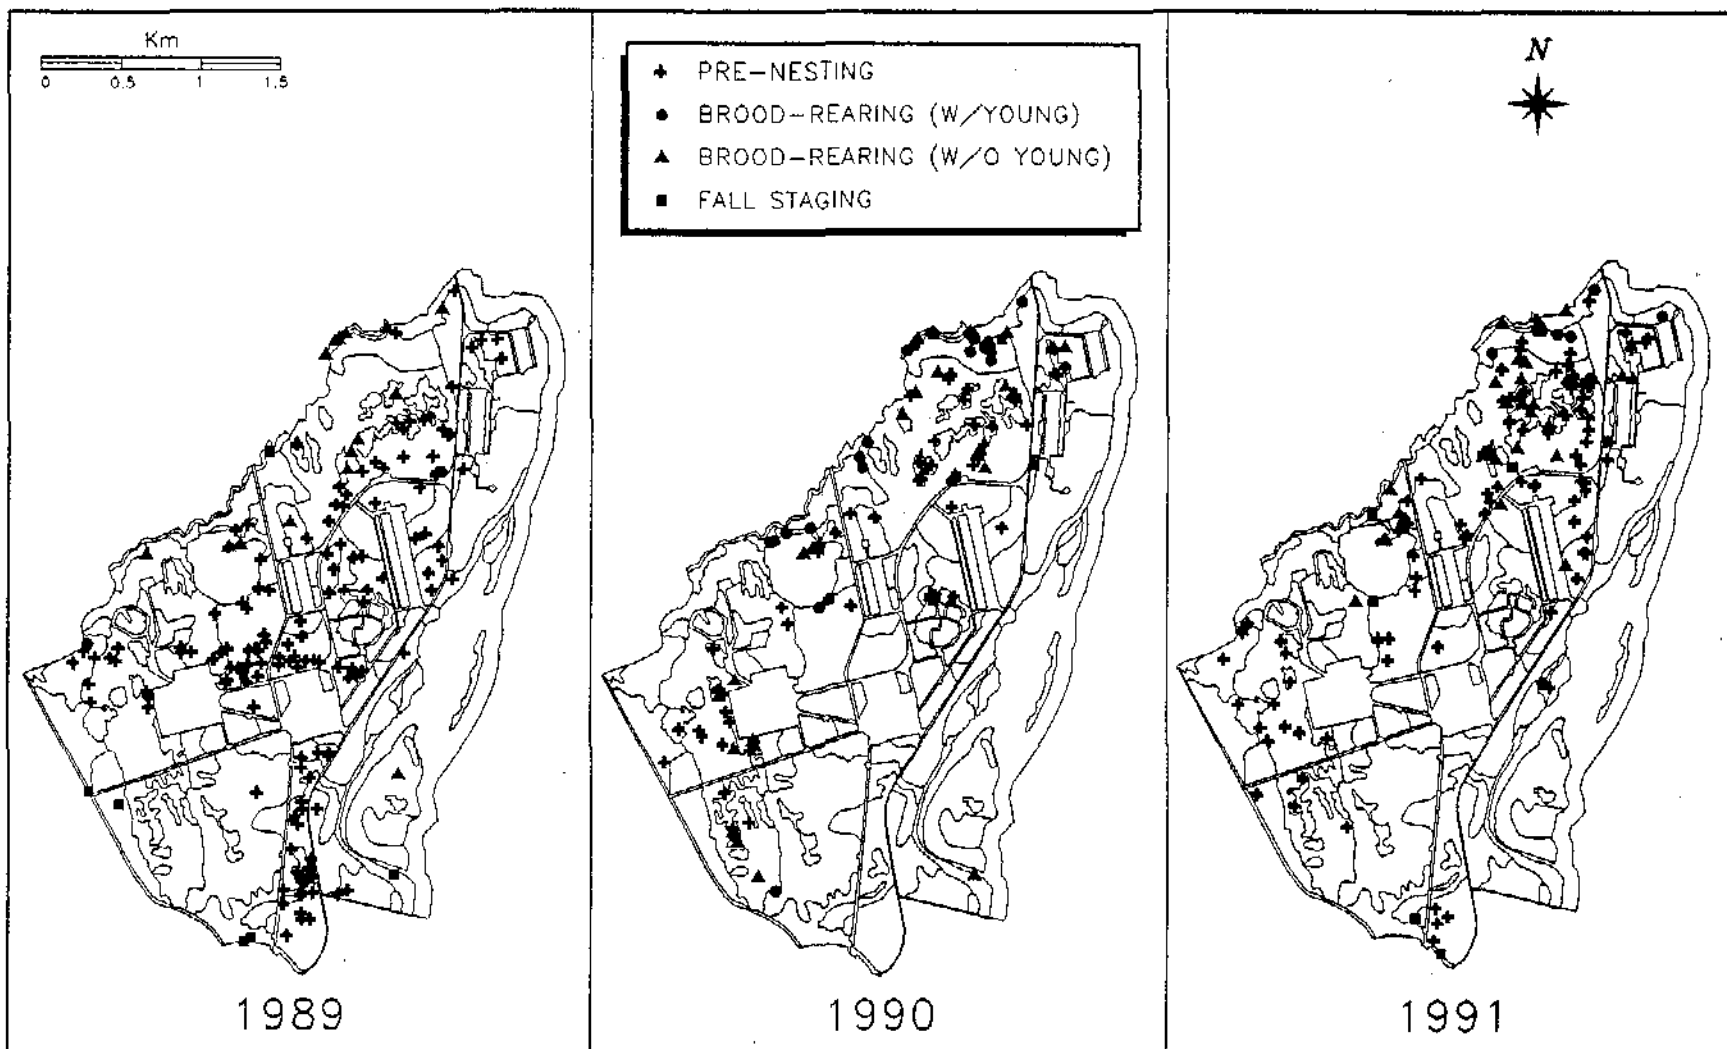 Km
0 0.5 1 1.5
PRE-NESTING
BROOD-REARING (W/YOUNG)
BROOD-REARING (W/O YOUNG)
FALL STAGING
N
1989
1990
1991